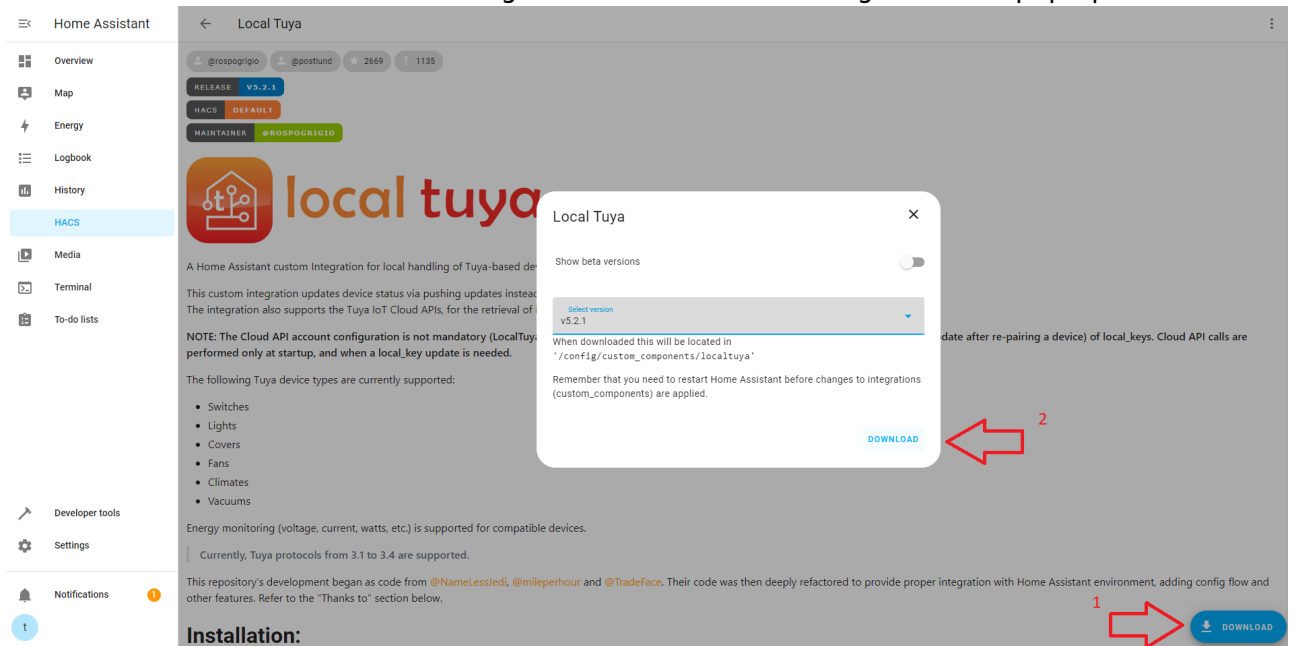 Home Assistant
Overview
Map
Energy
Logbook
History
HACS
Media
Terminal
To-do lists
Developer tools
Settings
Notifications 1
t
Local Tuya
@rospogrigio @postlund 2669 1135
RELEASE V5.2.1
HACS DEFAULT
MAINTAINER @ROSPOGRIGIO
local tuya
A Home Assistant custom Integration for local handling of Tuya-based
This custom integration updates device status via pushing updates
The integration also supports the Tuya IoT Cloud APIs, for the retrieval of
NOTE: The Cloud API account configuration is not mandatory date after re-pairing a device) of local_keys. Cloud API calls are
performed only at startup, and when a local_key update is needed.
The following Tuya device types are currently supported:
• Switches
• Lights
• Covers
• Fans
• Climates
• Vacuums
Energy monitoring (voltage, current, watts, etc.) is supported for compatible devices.
Currently, Tuya protocols from 3.1 to 3.4 are supported.
This repository's development began as code from @NameLessJedi, @mileperhour and @TradeFace. Their code was then deeply refactored to provide proper integration with Home Assistant environment, adding config flow and
other features. Refer to the "Thanks to" section below.
Installation:
Local Tuya
Show beta versions
Select version
v5.2.1
When downloaded this will be located in
'/config/custom_components/localtuya'
Remember that you need to restart Home Assistant before changes to integrations
(custom_components) are applied.
DOWNLOAD
2
1
DOWNLOAD